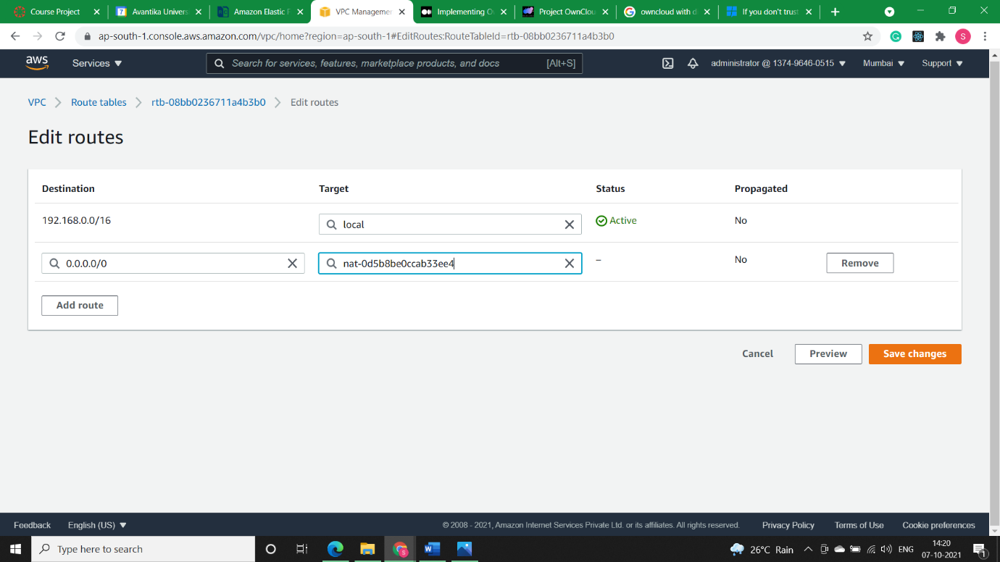 Course Project
Avantika Univers
Amazon Elastic F
VPC Managemen
Implementing O
Project OwnClou
owncloud with d
If you don't trust
ap-south-1.console.aws.amazon.com/vpc/home?region=ap-south-1#EditRoutes:RouteTableId=rtb-08bb0236711a4b3b0
S
aws
Services
Search for services, features, marketplace products, and docs [Alt+S]
administrator @ 1374-9646-0515
Mumbai
Support
VPC > Route tables > rtb-08bb0236711a4b3b0 > Edit routes
Edit routes
Destination Target Status Propagated
192.168.0.0/16 local Active No
0.0.0.0/0 nat-0d5b8be0ccab33ee4 – No Remove
Add route
Cancel Preview Save changes
Feedback English (US) © 2008 - 2021, Amazon Internet Services Private Ltd. or its affiliates. All rights reserved. Privacy Policy Terms of Use Cookie preferences
Type here to search
26°C Rain
ENG
14:20
07-10-2021
1